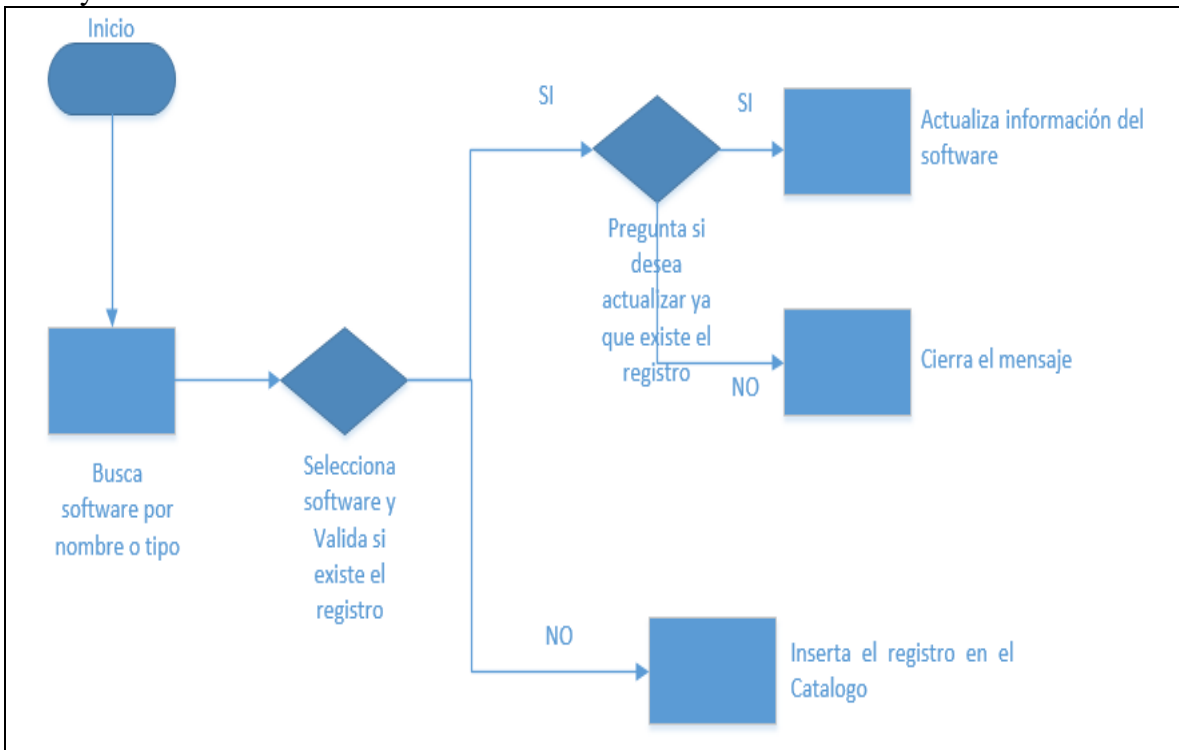 Inicio
SI
SI
Actualiza información del
software
Pregunta si
desea
actualizar ya
que existe el
registro
Cierra el mensaje
NO
Busca
software por
nombre o tipo
Selecciona
software y
Valida si
existe el
registro
NO
Inserta el registro en el
Catalogo